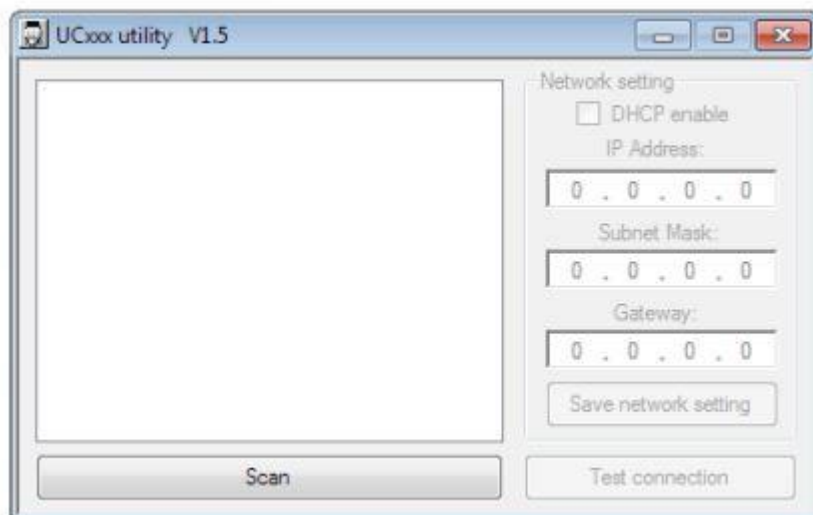 UCxxx utility V1.5
Network setting
DHCP enable
IP Address:
0 . 0 . 0 . 0
Subnet Mask:
0 . 0 . 0 . 0
Gateway:
0 . 0 . 0 . 0
Save network setting
Scan
Test connection